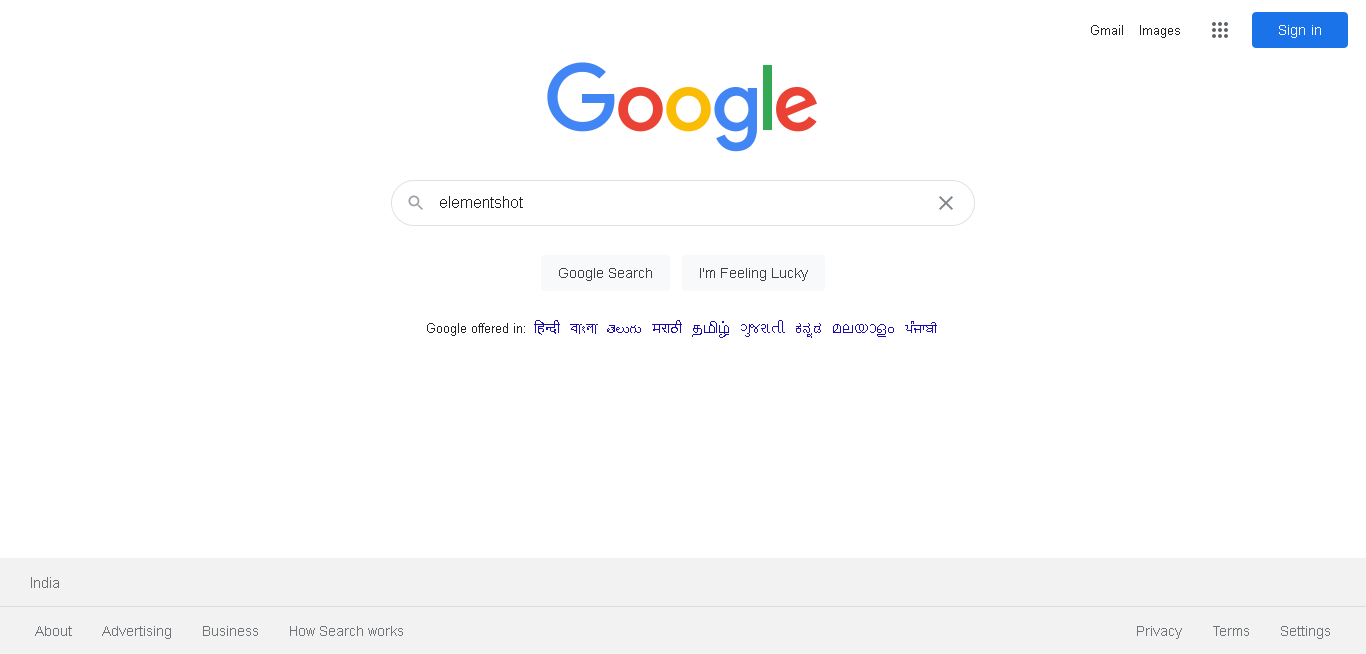 Gmail Images Sign in
Google
elementshot
Google Search I'm Feeling Lucky
Google offered in: हिन्दी বাংলা తెలుగు मराठी தமிழ் ગુજરાતી ಕನ್ನಡ മലയാളം ਪੰਜਾਬੀ
India
About Advertising Business How Search works Privacy Terms Settings